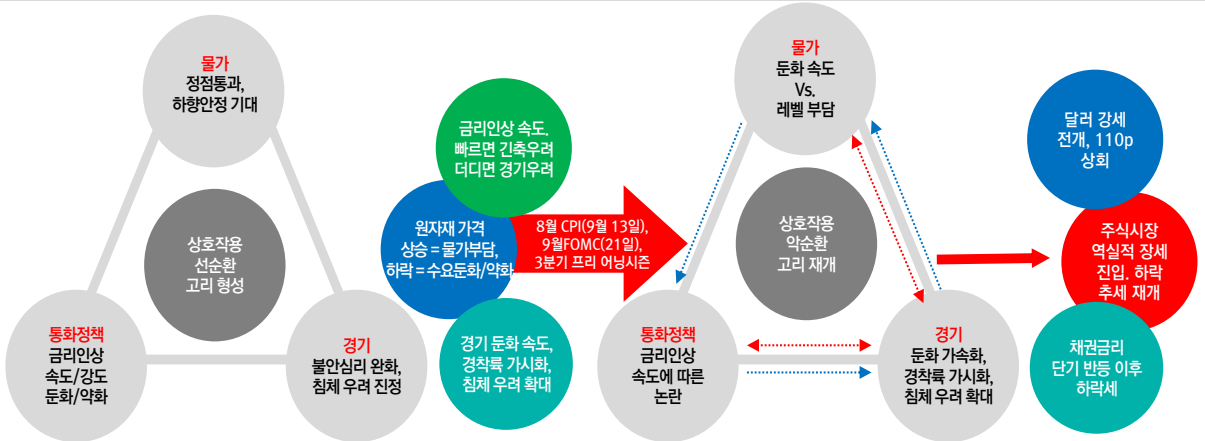 물가
정점통과,
하향안정 기대
상호작용
선순환
고리 형성
통화정책
금리인상
속도/강도
둔화/약화
경기
불안심리 완화,
침체 우려 진정
금리인상 속도.
빠르면 긴축우려
더디면 경기우려
원자재 가격
상승 = 물가부담,
하락 = 수요둔화/약화
경기 둔화 속도,
경착륙 가시화,
침체 우려 확대
8월 CPI(9월 13일),
9월FOMC(21일),
3분기 프리 어닝시즌
물가
둔화 속도
Vs.
레벨 부담
상호작용
악순환
고리 재개
통화정책
금리인상
속도에 따른
논란
경기
둔화 가속화,
경착륙 가시화,
침체 우려 확대
달러 강세
전개, 110p
상회
주식시장
역실적 장세
진입. 하락
추세 재개
채권금리
단기 반등 이후
하락세